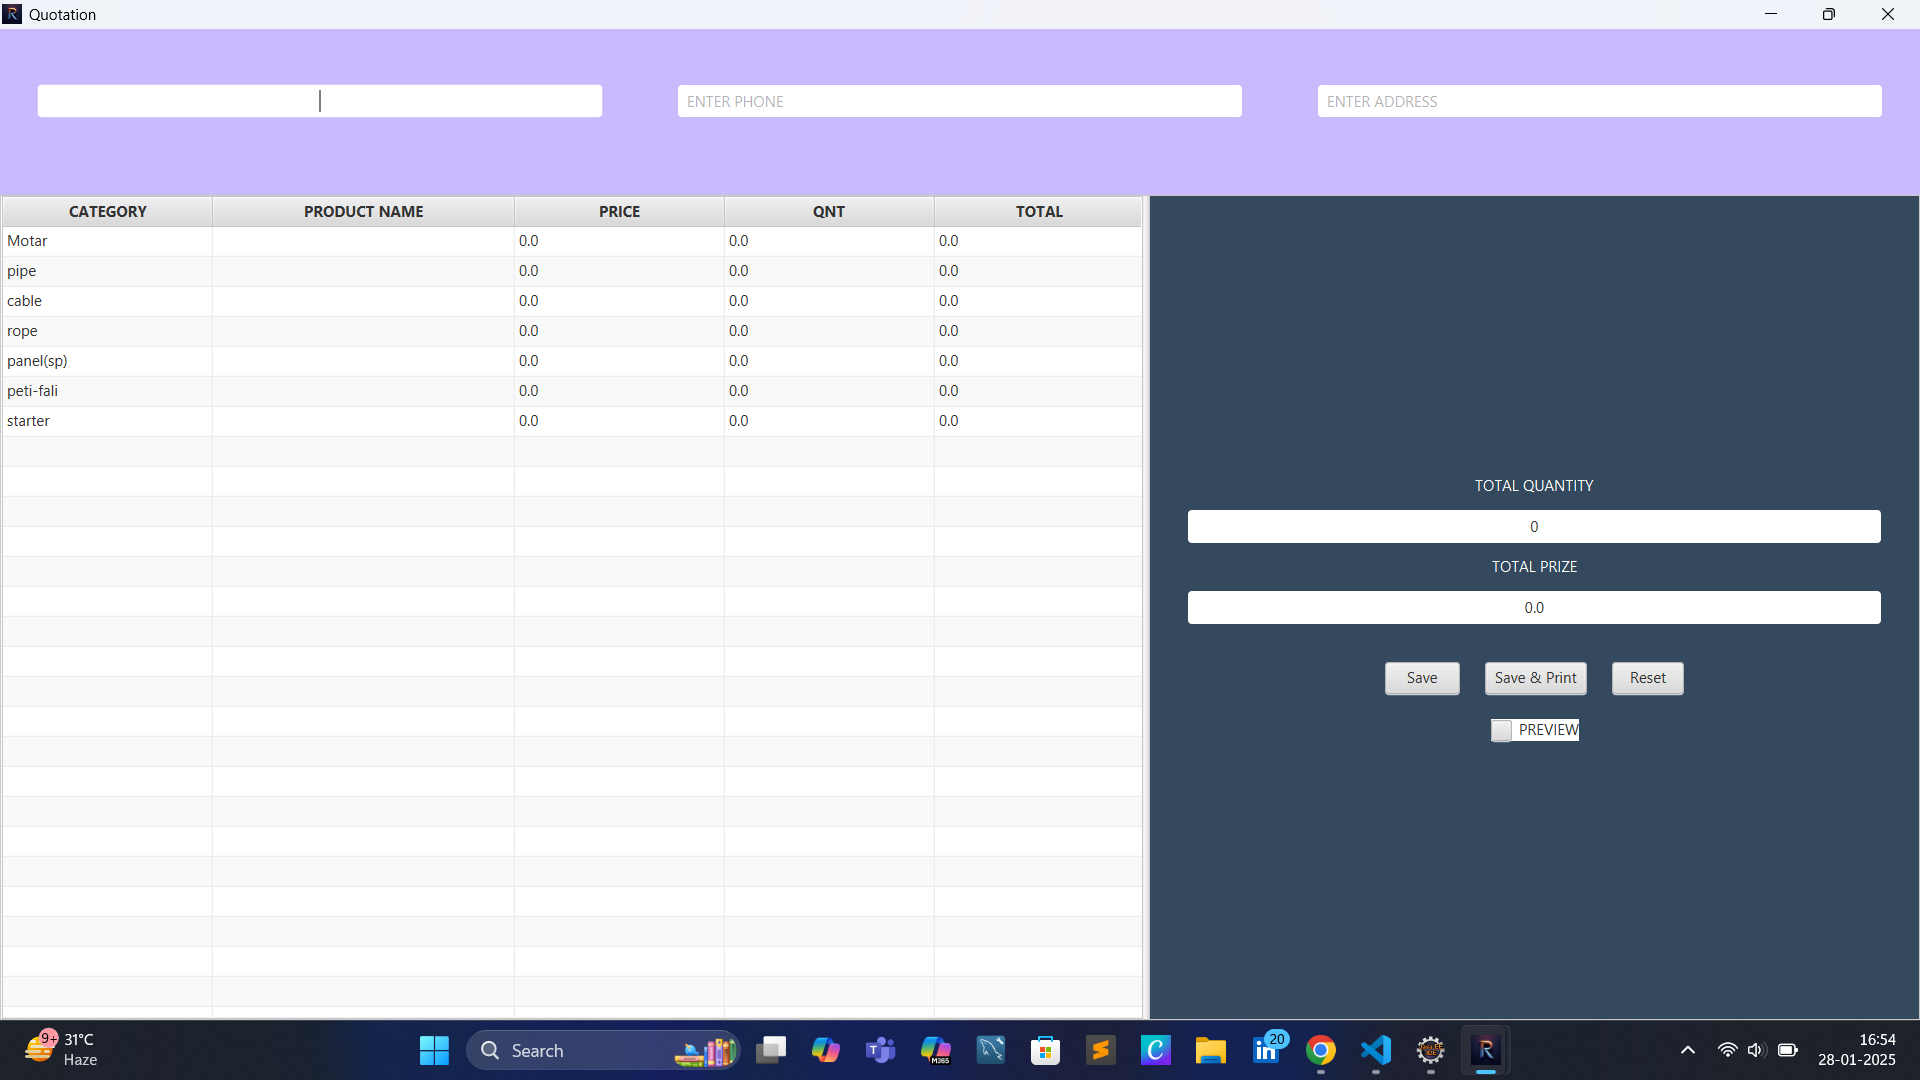 Quotation
ENTER PHONE
ENTER ADDRESS
CATEGORY PRODUCT NAME PRICE QNT TOTAL
Motar 0.0 0.0 0.0
pipe 0.0 0.0 0.0
cable 0.0 0.0 0.0
rope 0.0 0.0 0.0
panel(sp) 0.0 0.0 0.0
peti-fali 0.0 0.0 0.0
starter 0.0 0.0 0.0
TOTAL QUANTITY
0
TOTAL PRIZE
0.0
Save Save & Print Reset
PREVIEW
9+ 31°C
Haze
Search
M365
20
16:54
28-01-2025